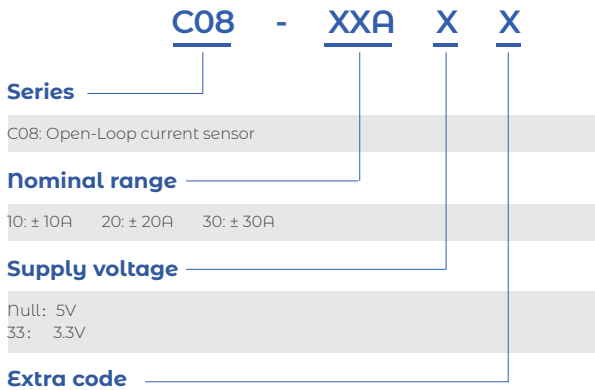 C08 - XXA X X
Series
C08: Open-Loop current sensor
Nominal range
10: ± 10A 20: ± 20A 30: ± 30A
Supply voltage
Null： 5V
33： 3.3V
Extra code